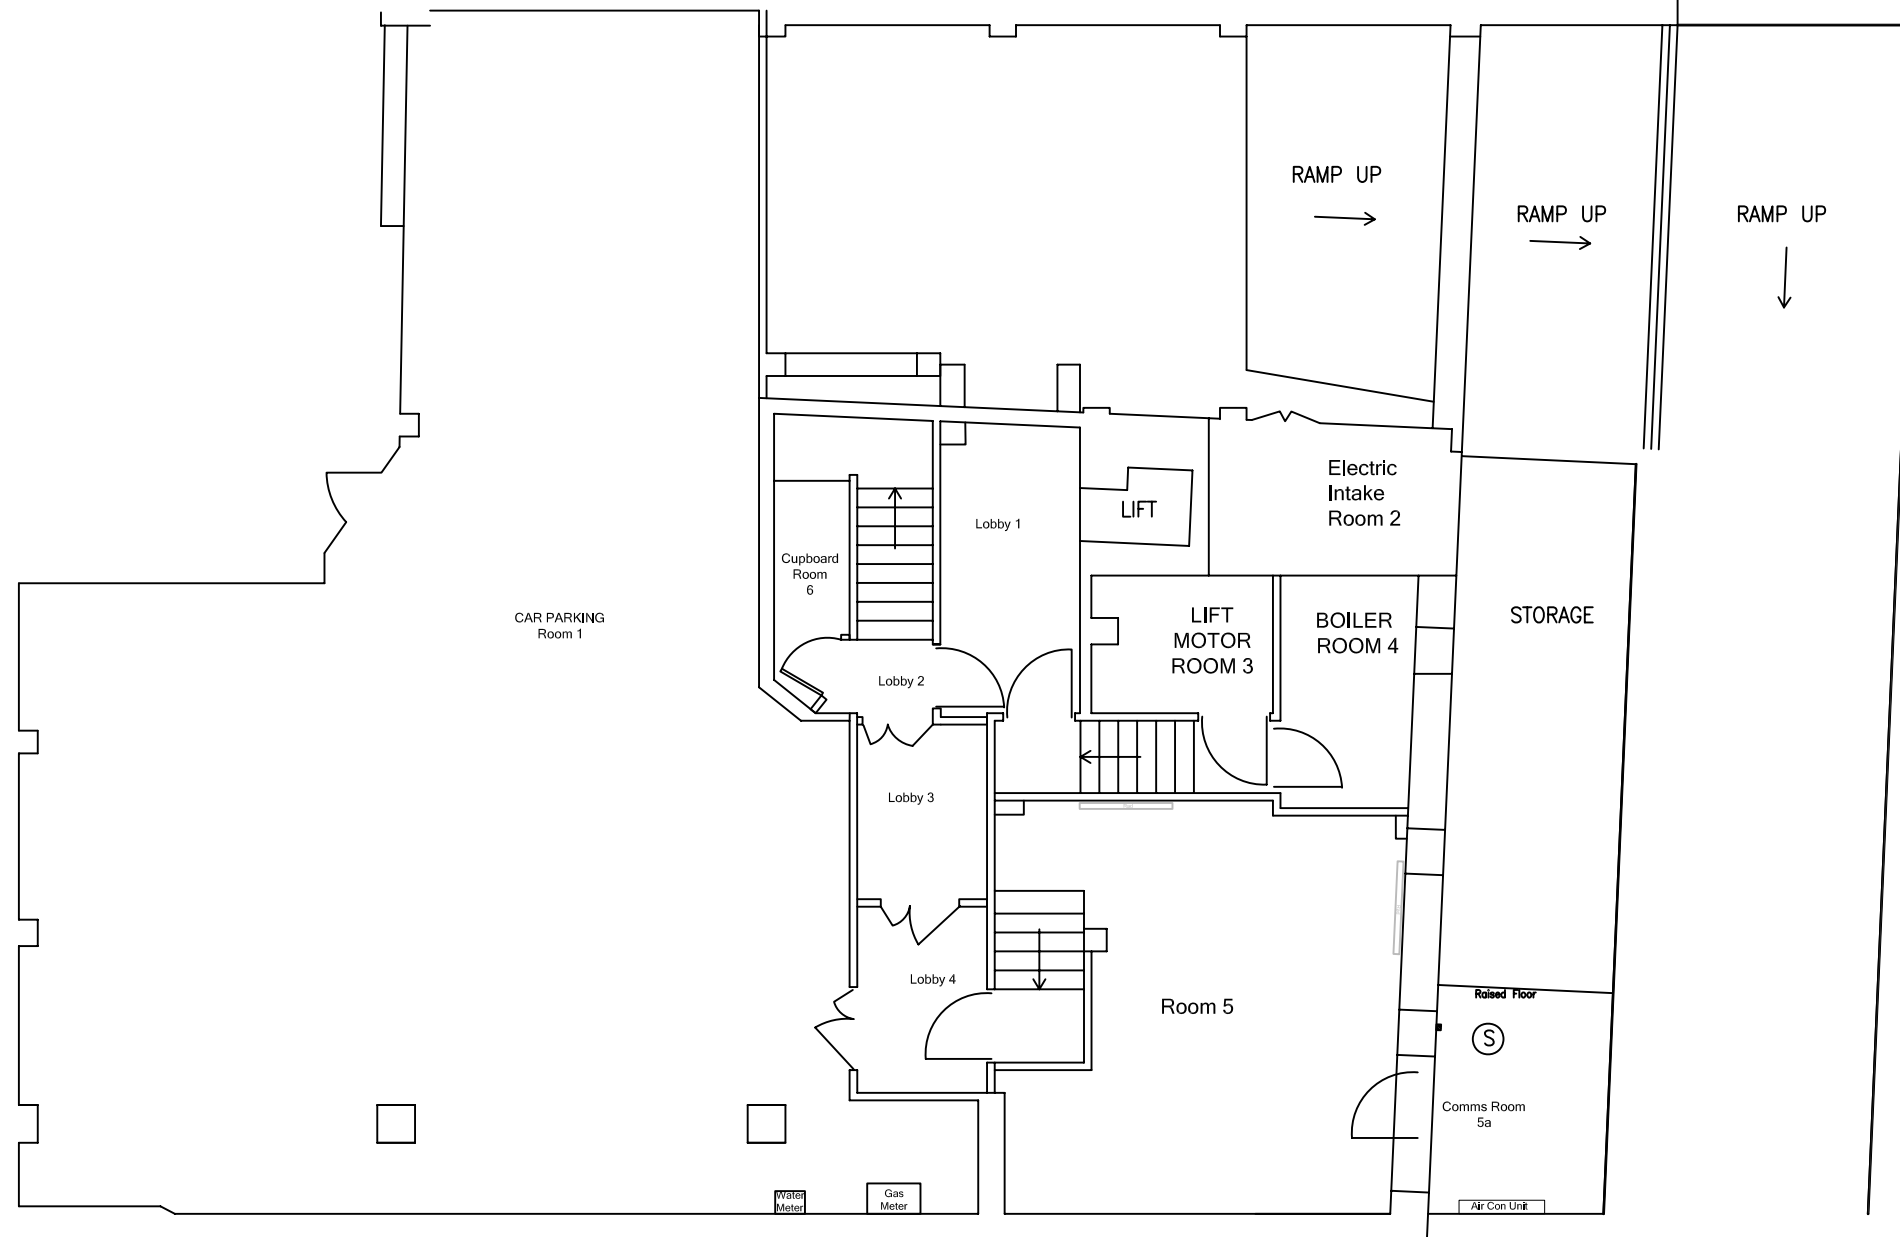 RAMP UP
RAMP UP
RAMP UP
Electric
Intake
Room 2
LIFT
Lobby 1
Cupboard
Room
6
CAR PARKING
Room 1
LIFT
MOTOR
ROOM 3
BOILER
ROOM 4
STORAGE
Lobby 2
Lobby 3
Lobby 4
Room 5
Raised Floor
S
Comms Room
5a
Water
Meter
Gas
Meter
Air Con Unit